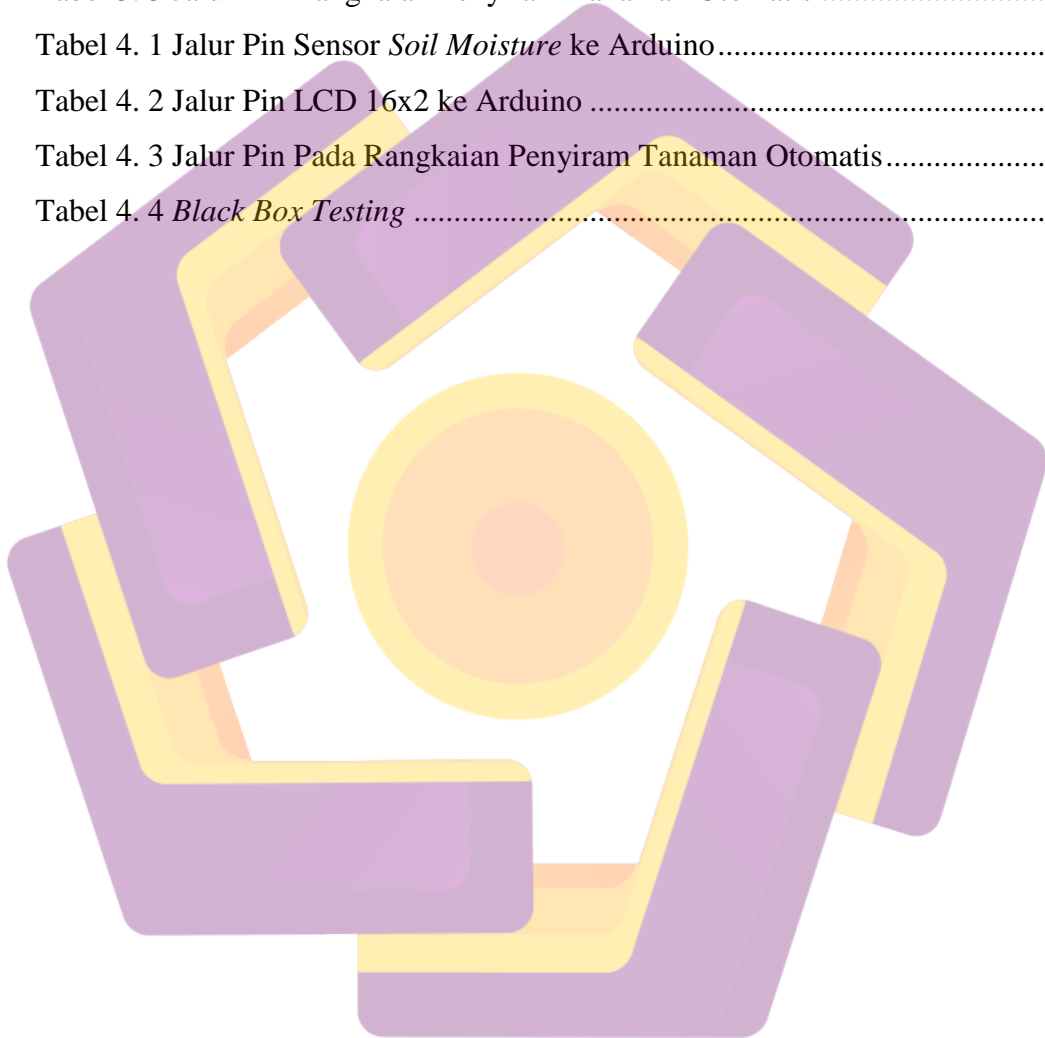 Tabel 4. 1 Jalur Pin Sensor Soil Moisture ke Arduino.........................................
Tabel 4. 2 Jalur Pin LCD 16x2 ke Arduino .........................................................
Tabel 4. 3 Jalur Pin Pada Rangkaian Penyiram Tanaman Otomatis....................
Tabel 4. 4 Black Box Testing ...............................................................................